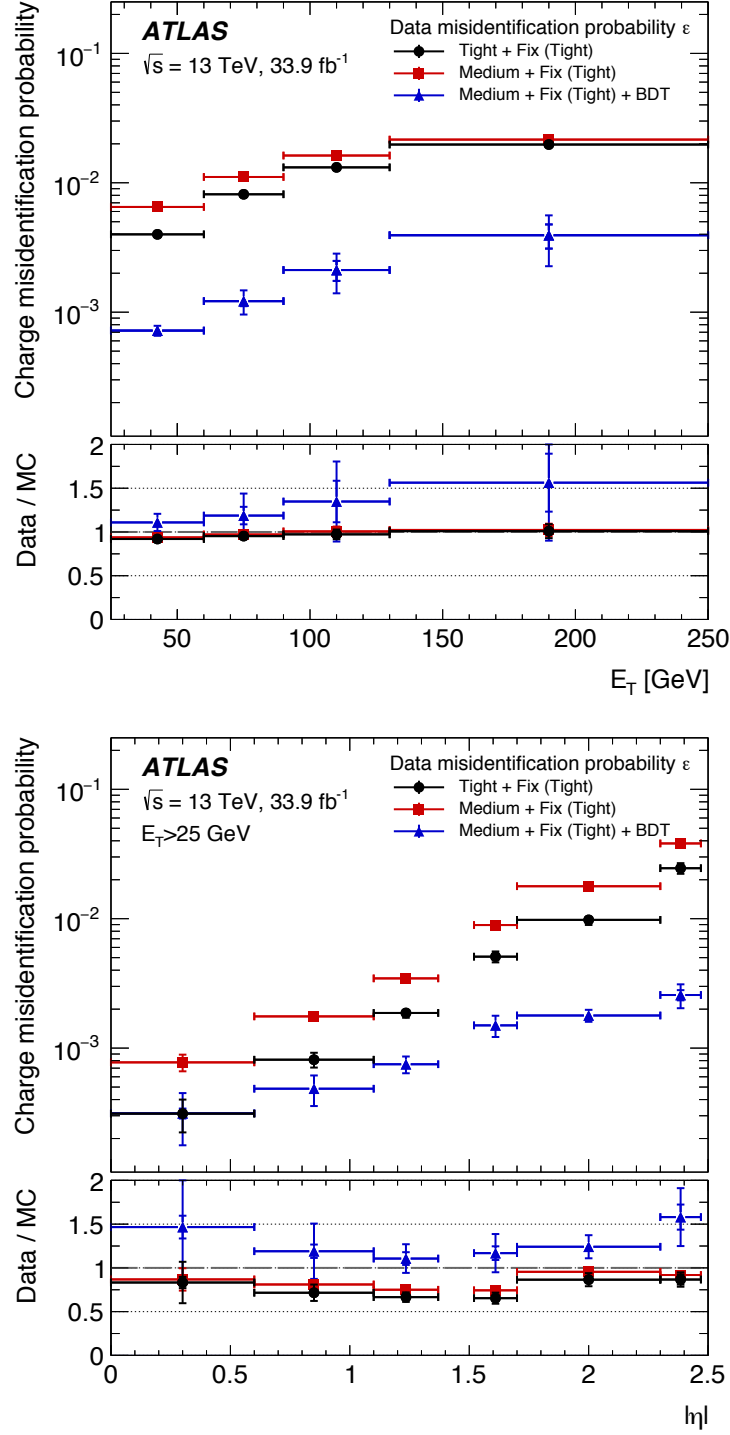 ATLAS
√s = 13 TeV, 33.9 fb⁻¹
Data misidentification probability ε
Tight + Fix (Tight)
Medium + Fix (Tight)
Medium + Fix (Tight) + BDT
Charge misidentification probability
10⁻¹
10⁻²
10⁻³
Data / MC
2
1.5
1
0.5
0
50 100 150 200 250
E_T [GeV]
ATLAS
√s = 13 TeV, 33.9 fb⁻¹
E_T>25 GeV
Data misidentification probability ε
Tight + Fix (Tight)
Medium + Fix (Tight)
Medium + Fix (Tight) + BDT
Charge misidentification probability
10⁻¹
10⁻²
10⁻³
Data / MC
2
1.5
1
0.5
0
0 0.5 1 1.5 2 2.5
|η|